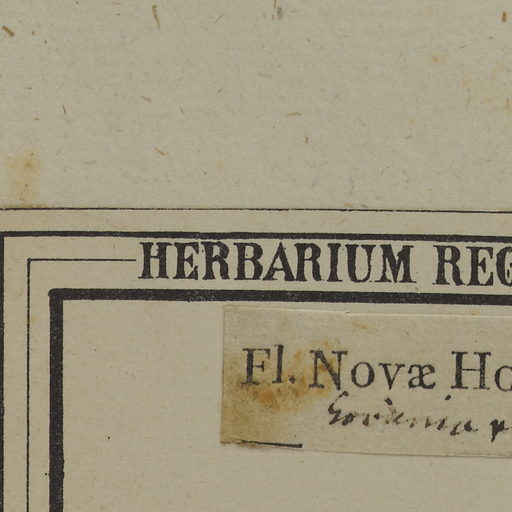 HERBARIUM REG
Fl. Novæ Ho